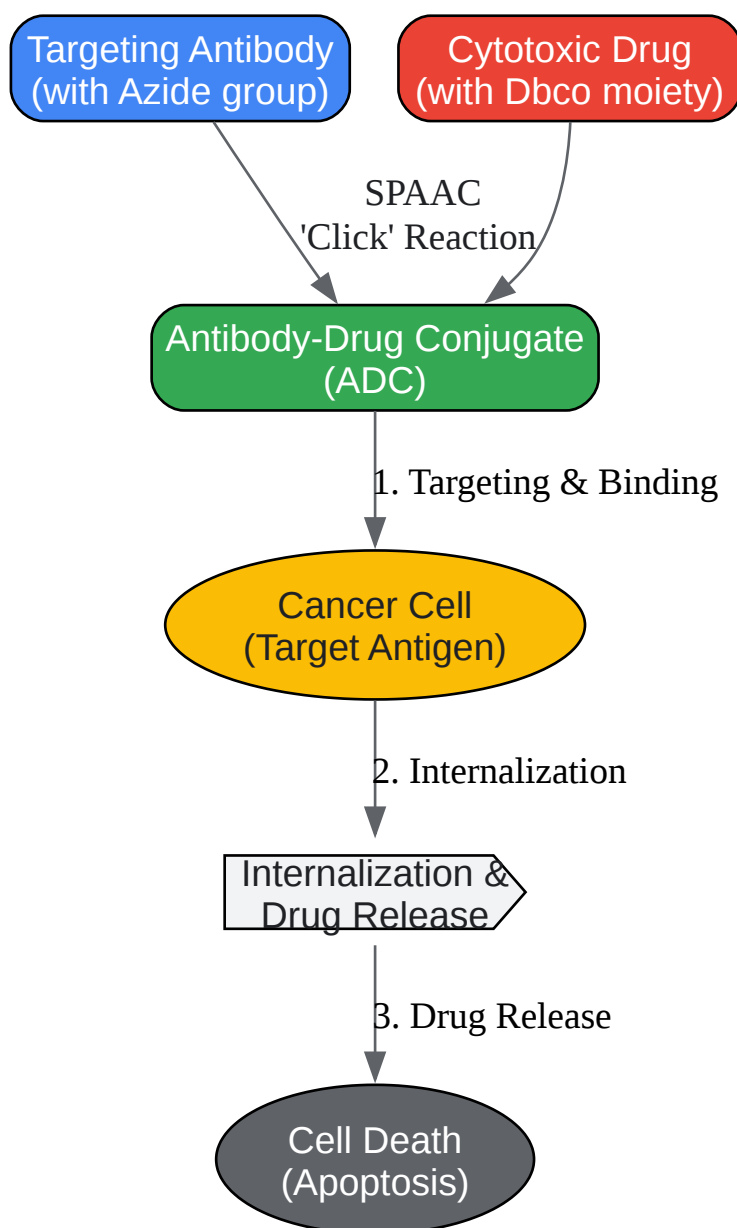 Targeting Antibody
(with Azide group)
Cytotoxic Drug
(with Dbco moiety)
SPAAC
'Click' Reaction
Antibody-Drug Conjugate
(ADC)
1. Targeting & Binding
Cancer Cell
(Target Antigen)
2. Internalization
Internalization &
Drug Release
3. Drug Release
Cell Death
(Apoptosis)